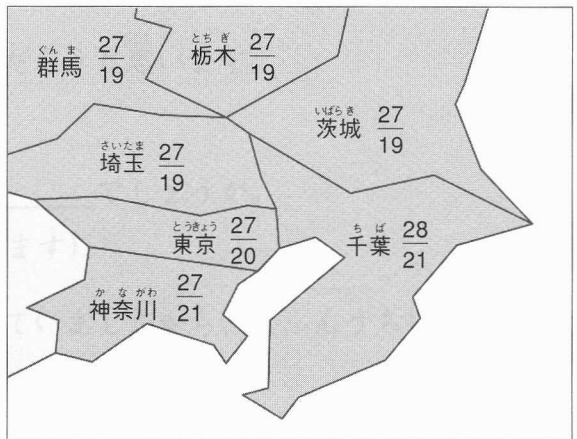 ぐんま
群馬 27/19
とちぎ
栃木 27/19
いばらき
茨城 27/19
さいたま
埼玉 27/19
とうきょう
東京 27/20
ちば
千葉 28/21
かながわ
神奈川 27/21